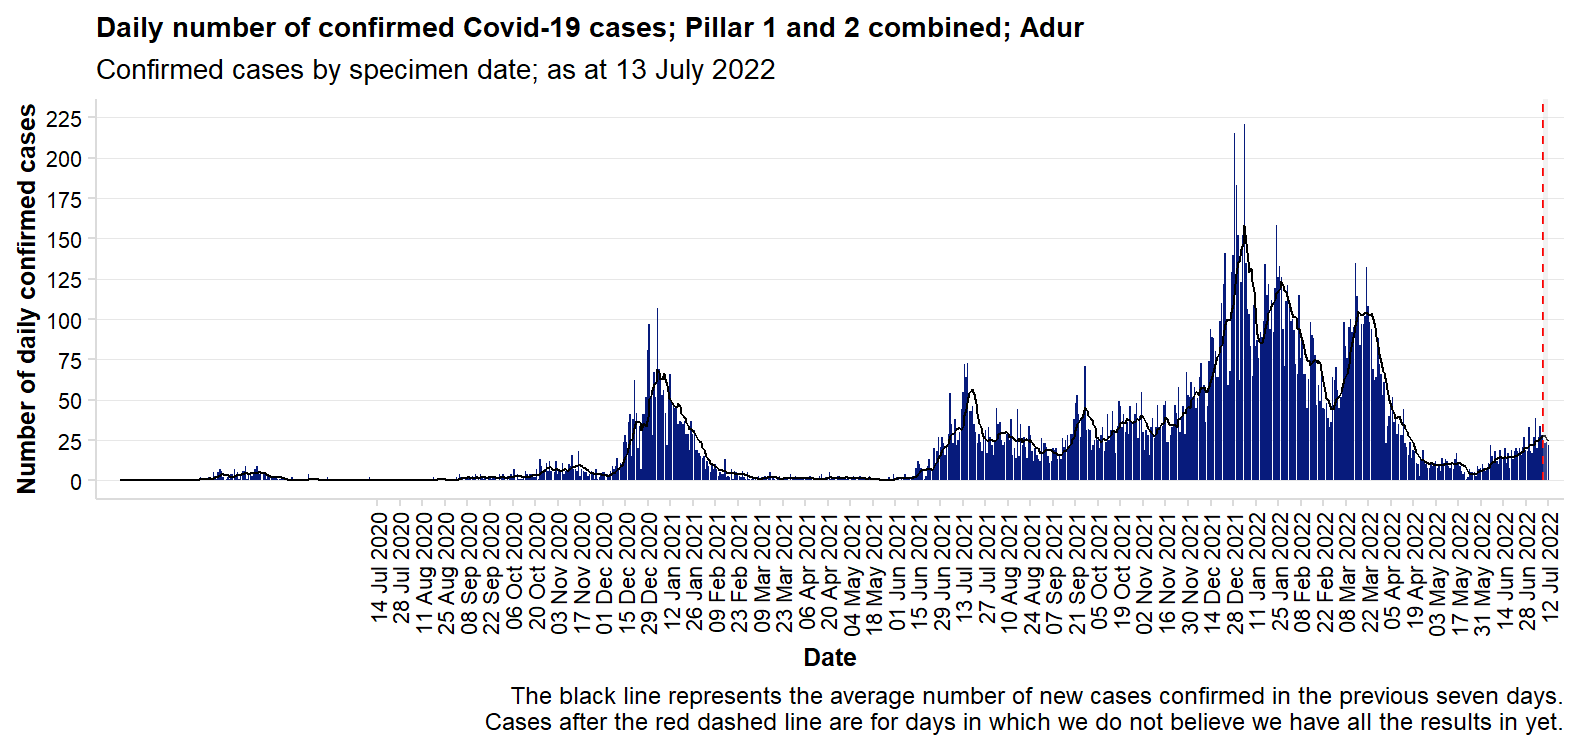 Daily number of confirmed Covid-19 cases; Pillar 1 and 2 combined; Adur
Confirmed cases by specimen date; as at 13 July 2022
Number of daily confirmed cases
225
200
175
150
125
100
75
50
25
0
14 Jul 2020
28 Jul 2020
11 Aug 2020
25 Aug 2020
08 Sep 2020
22 Sep 2020
06 Oct 2020
20 Oct 2020
03 Nov 2020
17 Nov 2020
01 Dec 2020
15 Dec 2020
29 Dec 2020
12 Jan 2021
26 Jan 2021
09 Feb 2021
23 Feb 2021
09 Mar 2021
23 Mar 2021
06 Apr 2021
20 Apr 2021
04 May 2021
18 May 2021
01 Jun 2021
15 Jun 2021
29 Jun 2021
13 Jul 2021
27 Jul 2021
10 Aug 2021
24 Aug 2021
07 Sep 2021
21 Sep 2021
05 Oct 2021
19 Oct 2021
02 Nov 2021
16 Nov 2021
30 Nov 2021
14 Dec 2021
28 Dec 2021
11 Jan 2022
25 Jan 2022
08 Feb 2022
22 Feb 2022
08 Mar 2022
22 Mar 2022
05 Apr 2022
19 Apr 2022
03 May 2022
17 May 2022
31 May 2022
14 Jun 2022
28 Jun 2022
12 Jul 2022
Date
The black line represents the average number of new cases confirmed in the previous seven days.
Cases after the red dashed line are for days in which we do not believe we have all the results in yet.